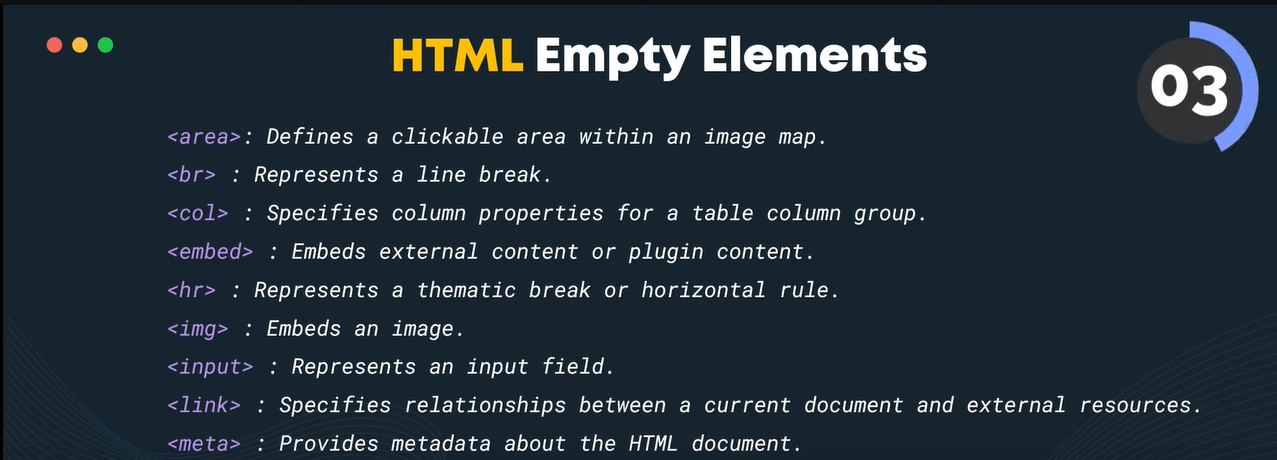 HTML Empty Elements
03
<area>: Defines a clickable area within an image map.
<br> : Represents a line break.
<col> : Specifies column properties for a table column group.
<embed> : Embeds external content or plugin content.
<hr> : Represents a thematic break or horizontal rule.
<img> : Embeds an image.
<input> : Represents an input field.
<link> : Specifies relationships between a current document and external resources.
<meta> : Provides metadata about the HTML document.